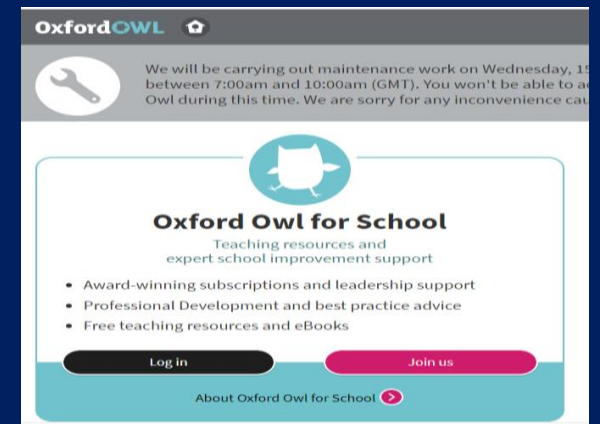 OxfordOWL
We will be carrying out maintenance work on Wednesday,
between 7:00am and 10:00am (GMT). You won't be able to
Owl during this time. We are sorry for any inconvenience
Oxford Owl for School
Teaching resources and
expert school improvement support
• Award-winning subscriptions and leadership support
• Professional Development and best practice advice
• Free teaching resources and eBooks
Log in
Join us
About Oxford Owl for School